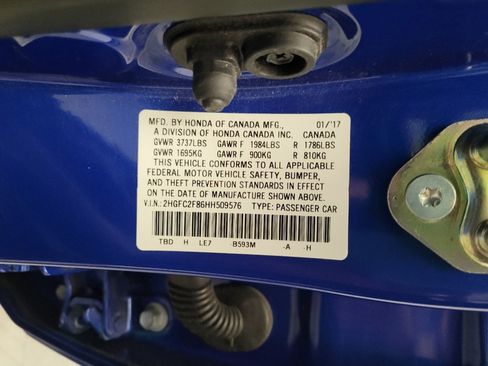 MFD. BY HONDA OF CANADA MFG., 01/'17
A DIVISION OF HONDA CANADA INC. CANADA
GVWR 3737LBS GAWR F 1984LBS R 1786LBS
GVWR 1695KG GAWR F 900KG R 810KG
THIS VEHICLE CONFORMS TO ALL APPLICABLE
FEDERAL MOTOR VEHICLE SAFETY, BUMPER,
AND THEFT PREVENTION STANDARDS IN EFFECT
ON THE DATE OF MANUFACTURE SHOWN ABOVE.
V.I.N.: 2HGFC2F86HH509576 TYPE: PASSENGER CAR
TBD H LE7 -B593M -A -H